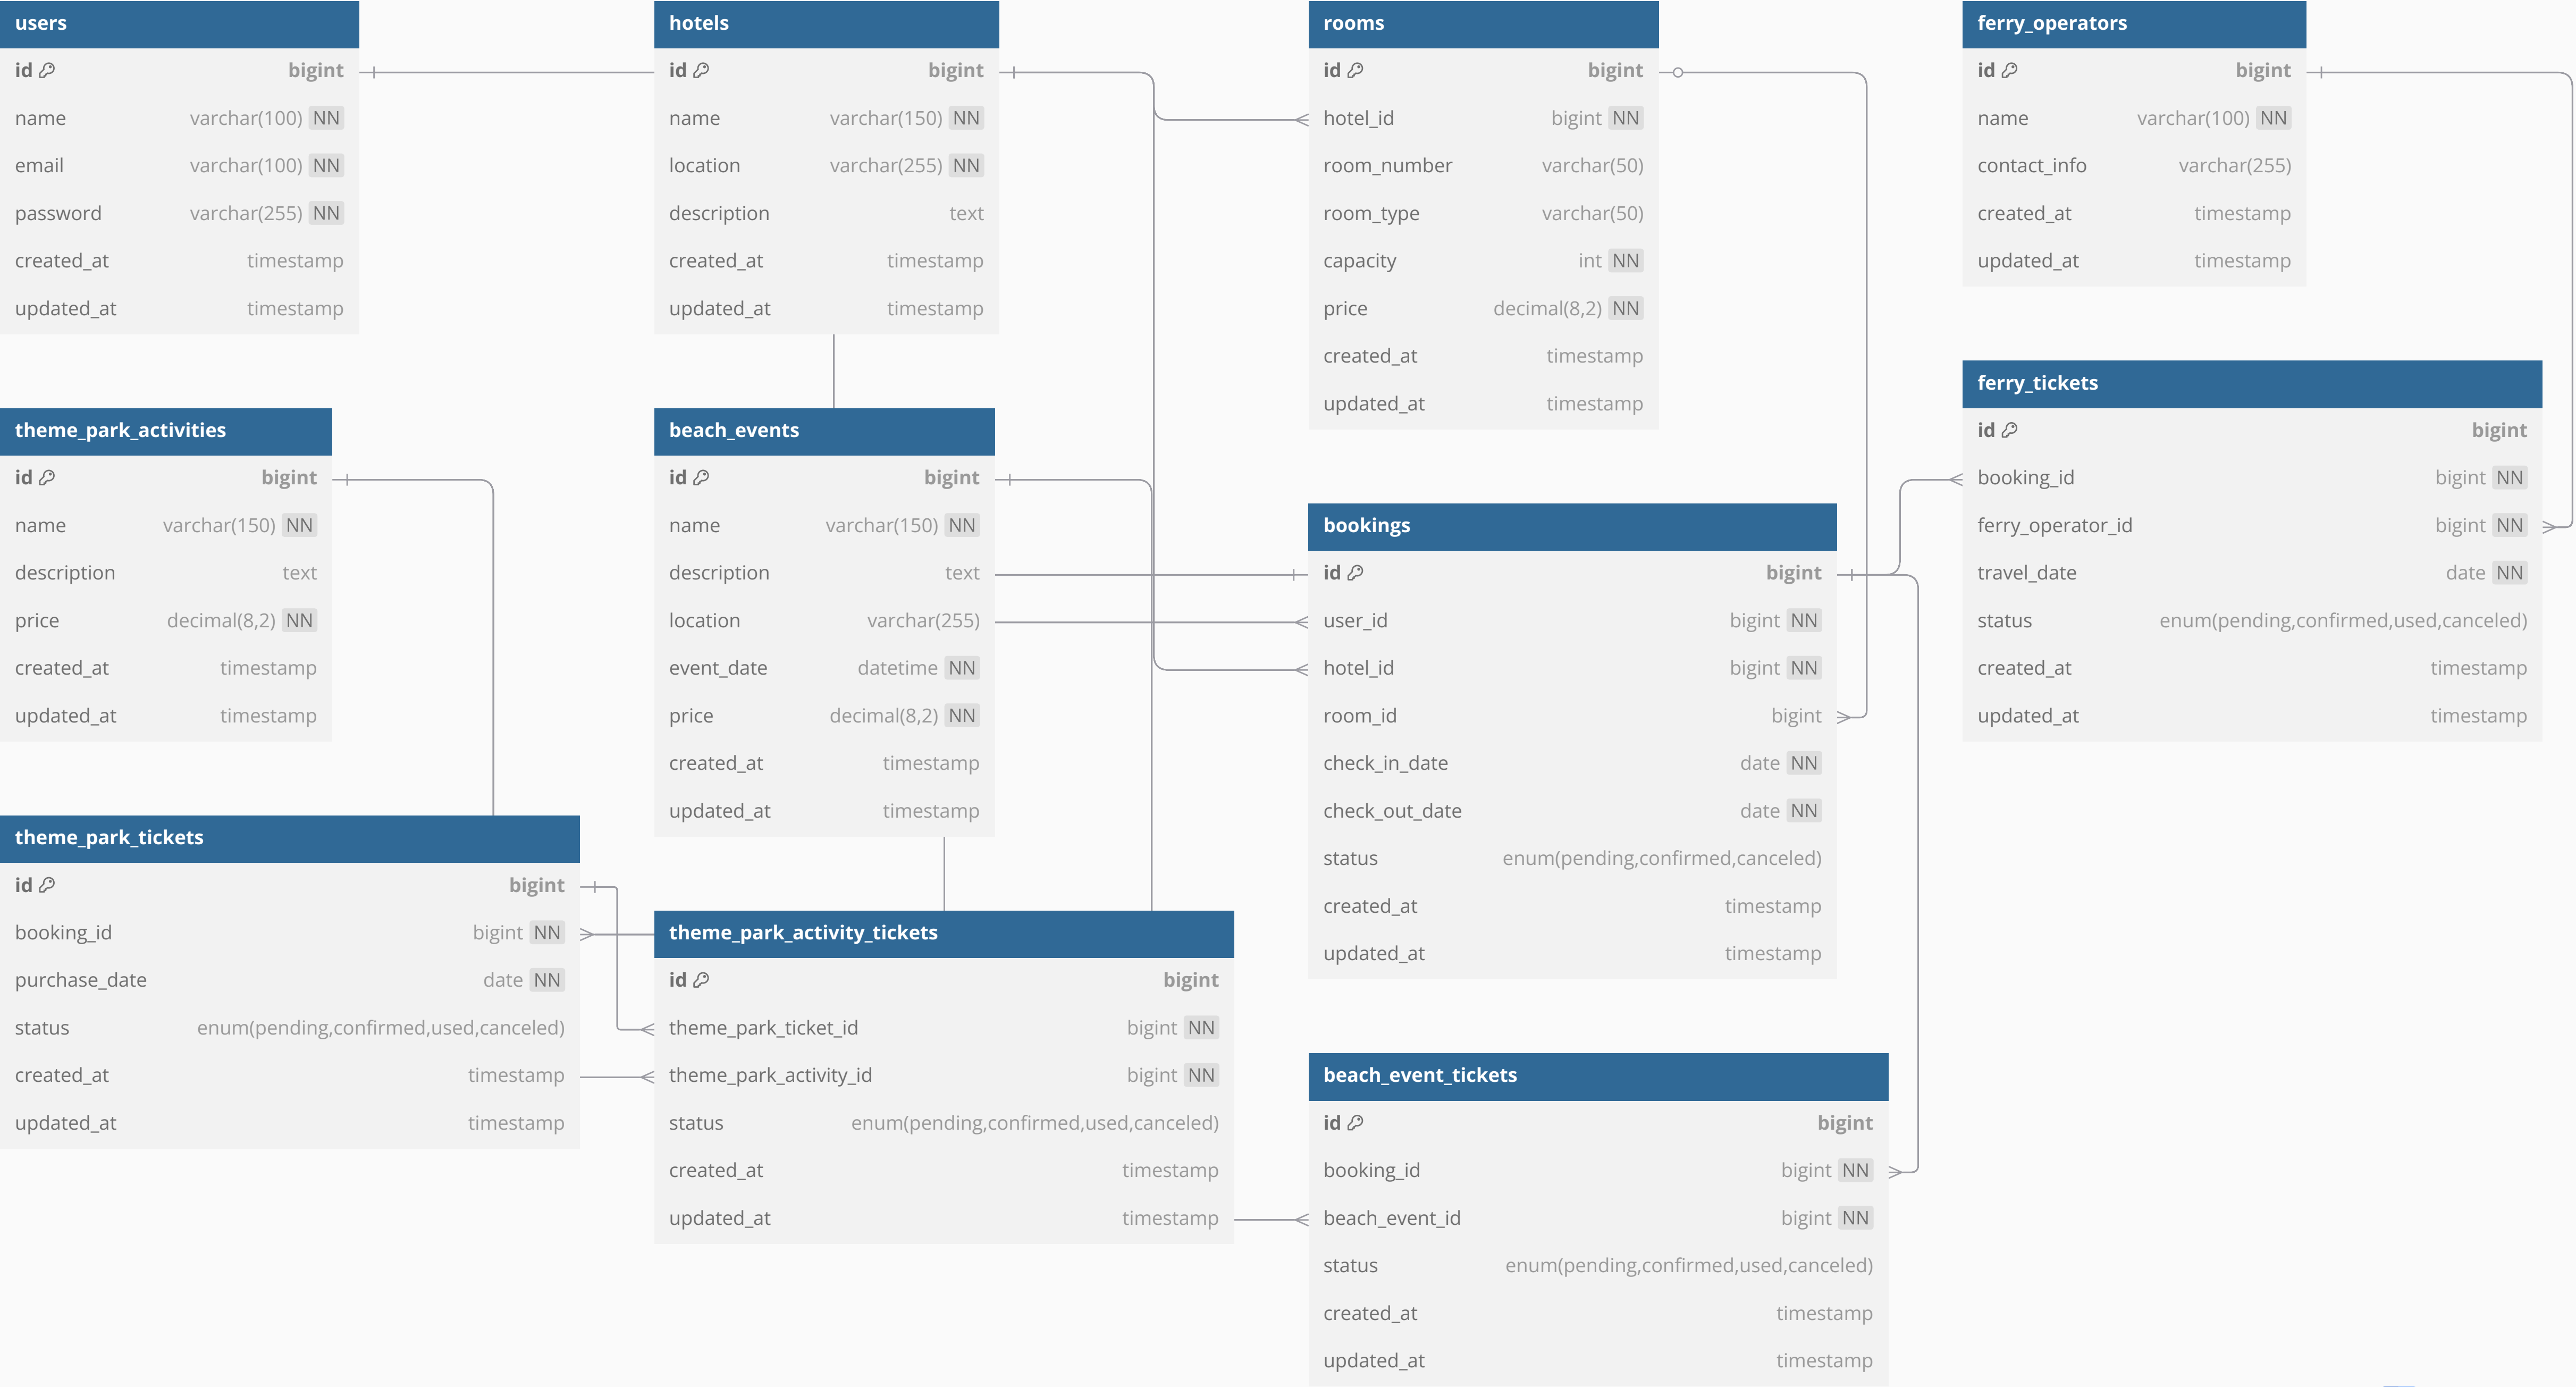 users
id bigint
name varchar(100) NN
email varchar(100) NN
password varchar(255) NN
created_at timestamp
updated_at timestamp
hotels
id bigint
name varchar(150) NN
location varchar(255) NN
description text
created_at timestamp
updated_at timestamp
rooms
id bigint
hotel_id bigint NN
room_number varchar(50)
room_type varchar(50)
capacity int NN
price decimal(8,2) NN
created_at timestamp
updated_at timestamp
ferry_operators
id bigint
name varchar(100) NN
contact_info varchar(255)
created_at timestamp
updated_at timestamp
theme_park_activities
id bigint
name varchar(150) NN
description text
price decimal(8,2) NN
created_at timestamp
updated_at timestamp
beach_events
id bigint
name varchar(150) NN
description text
location varchar(255)
event_date datetime NN
price decimal(8,2) NN
created_at timestamp
updated_at timestamp
bookings
id bigint
user_id bigint NN
hotel_id bigint NN
room_id bigint
check_in_date date NN
check_out_date date NN
status enum(pending,confirmed,canceled)
created_at timestamp
updated_at timestamp
ferry_tickets
id bigint
booking_id bigint NN
ferry_operator_id bigint NN
travel_date date NN
status enum(pending,confirmed,used,canceled)
created_at timestamp
updated_at timestamp
theme_park_tickets
id bigint
booking_id bigint NN
purchase_date date NN
status enum(pending,confirmed,used,canceled)
created_at timestamp
updated_at timestamp
theme_park_activity_tickets
id bigint
theme_park_ticket_id bigint NN
theme_park_activity_id bigint NN
status enum(pending,confirmed,used,canceled)
created_at timestamp
updated_at timestamp
beach_event_tickets
id bigint
booking_id bigint NN
beach_event_id bigint NN
status enum(pending,confirmed,used,canceled)
created_at timestamp
updated_at timestamp